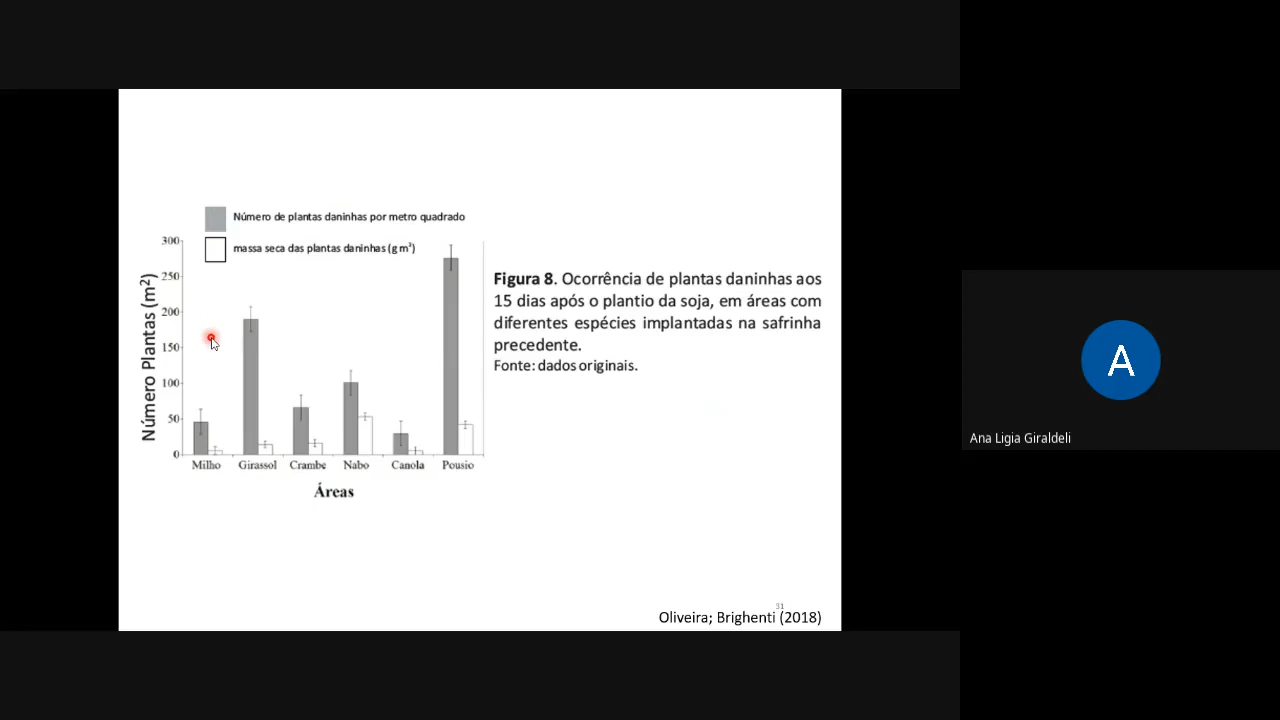 Número de plantas daninhas por metro quadrado
massa seca das plantas daninhas (g m²)
Número Plantas (m²)
300
250
200
150
100
50
0
Milho Girassol Crambe Nabo Canola Pousio
Áreas
Figura 8. Ocorrência de plantas daninhas aos
15 dias após o plantio da soja, em áreas com
diferentes espécies implantadas na safrinha
precedente.
Fonte: dados originais.
31
Oliveira; Brighenti (2018)
A
Ana Ligia Giraldeli